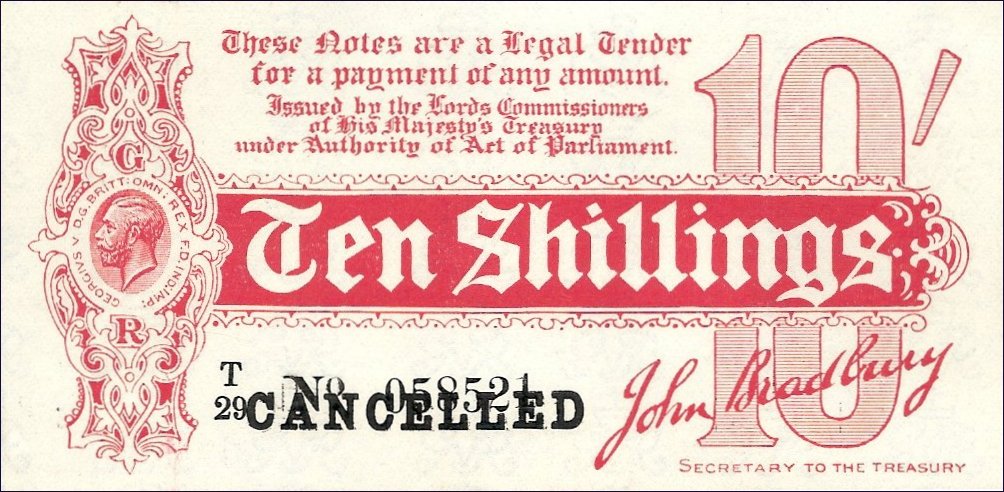 These Notes are a Legal Tender
for a payment of any amount.
Issued by the Lords Commissioners
of His Majesty's Treasury
under Authority of Act of Parliament.
10/
G
GEORGIVS V D.G. BRITT: OMN: REX F.D. IND: IMP:
R
Ten Shillings
T
29
No 058521
CANCELLED
John Bradbury
SECRETARY TO THE TREASURY